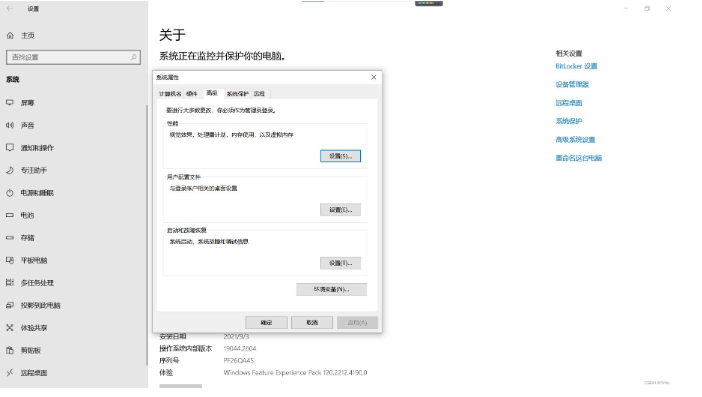 设置
主页
查找设置
系统
屏幕
声音
通知和操作
专注助手
电源和睡眠
电池
存储
平板电脑
多任务处理
投影到此电脑
体验共享
剪贴板
远程桌面
关于
系统正在监控并保护你的电脑。
系统属性
计算机名 硬件 高级 系统保护 远程
要进行大多数更改，你必须作为管理员登录。
性能
视觉效果，处理器计划，内存使用，以及虚拟内存
设置(S)...
用户配置文件
与登录帐户相关的桌面设置
设置(E)...
启动和故障恢复
系统启动、系统故障和调试信息
设置(T)...
环境变量(N)...
确定 取消 应用(A)
安装日期 2021/9/3
操作系统内部版本 19044.2604
序列号 PF26QA4S
体验 Windows Feature Experience Pack 120.2212.4190.0
相关设置
BitLocker 设置
设备管理器
远程桌面
系统保护
高级系统设置
重命名这台电脑